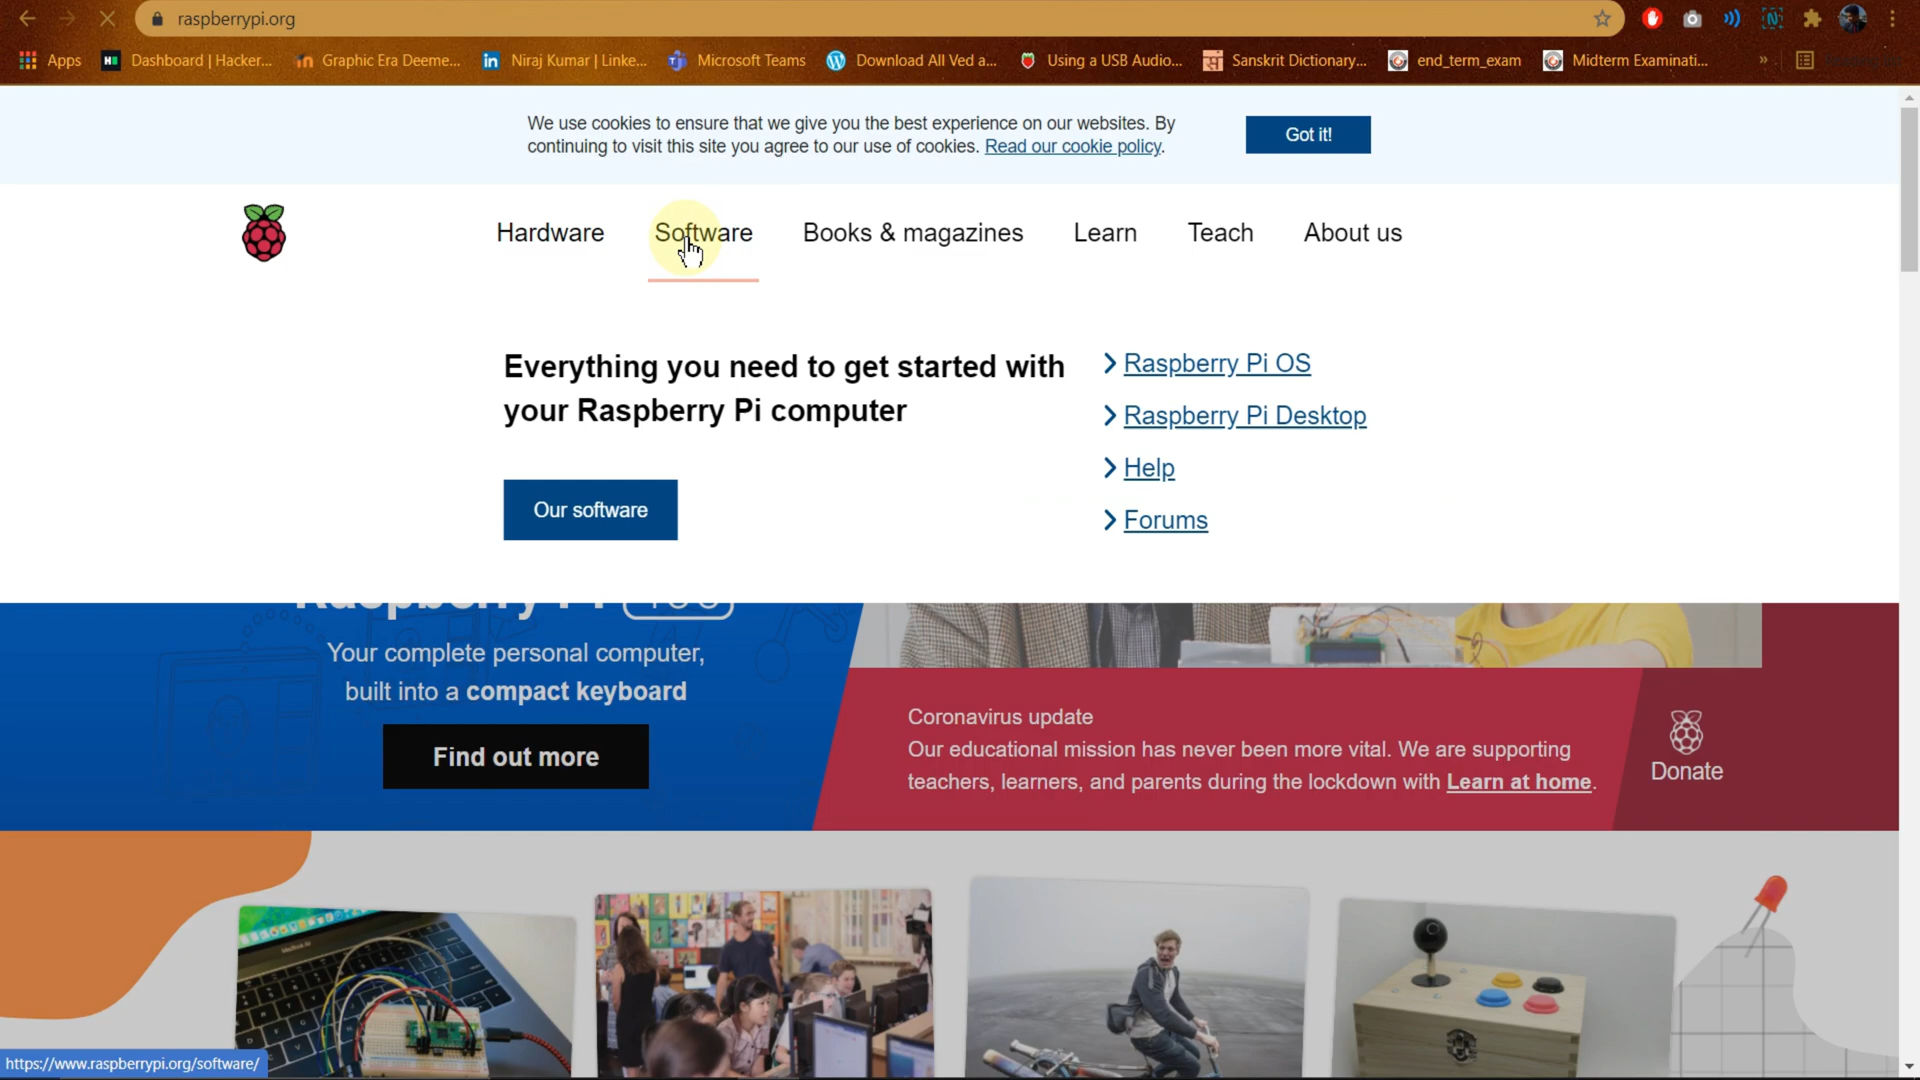 raspberrypi.org
Apps
Dashboard | Hacker...
Graphic Era Deeme...
Niraj Kumar | Linke...
Microsoft Teams
Download All Ved a...
Using a USB Audio...
Sanskrit Dictionary...
end_term_exam
Midterm Examinati...
We use cookies to ensure that we give you the best experience on our websites. By
continuing to visit this site you agree to our use of cookies. Read our cookie policy.
Got it!
Hardware
Software
Books & magazines
Learn
Teach
About us
Everything you need to get started with
your Raspberry Pi computer
Our software
Raspberry Pi OS
Raspberry Pi Desktop
Help
Forums
Your complete personal computer,
built into a compact keyboard
Find out more
Coronavirus update
Our educational mission has never been more vital. We are supporting
teachers, learners, and parents during the lockdown with Learn at home.
Donate
https://www.raspberrypi.org/software/